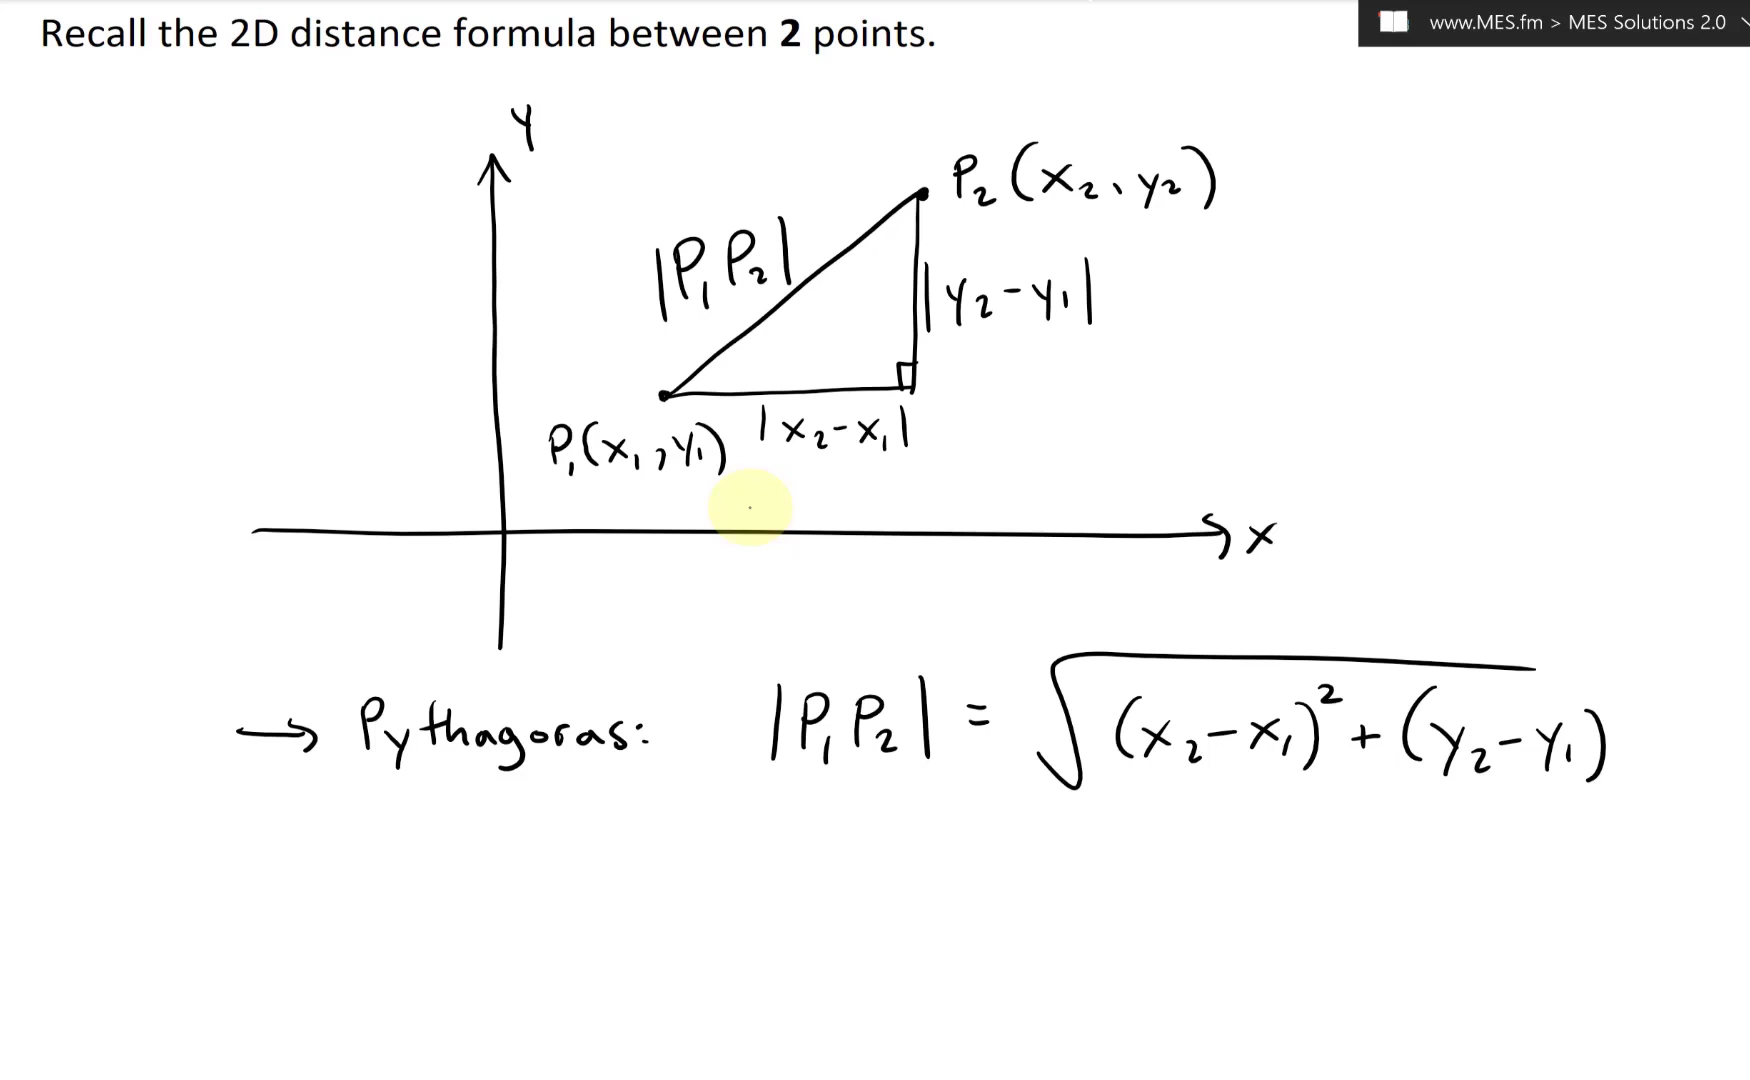 Recall the 2D distance formula between 2 points.
www.MES.fm > MES Solutions 2.0
Y
P₂(x₂, y₂)
|P₁P₂|
|y₂-y₁|
P₁(x₁, y₁)
|x₂-x₁|
x
→ Pythagoras: |P₁P₂| = √(x₂-x₁)² + (y₂-y₁)